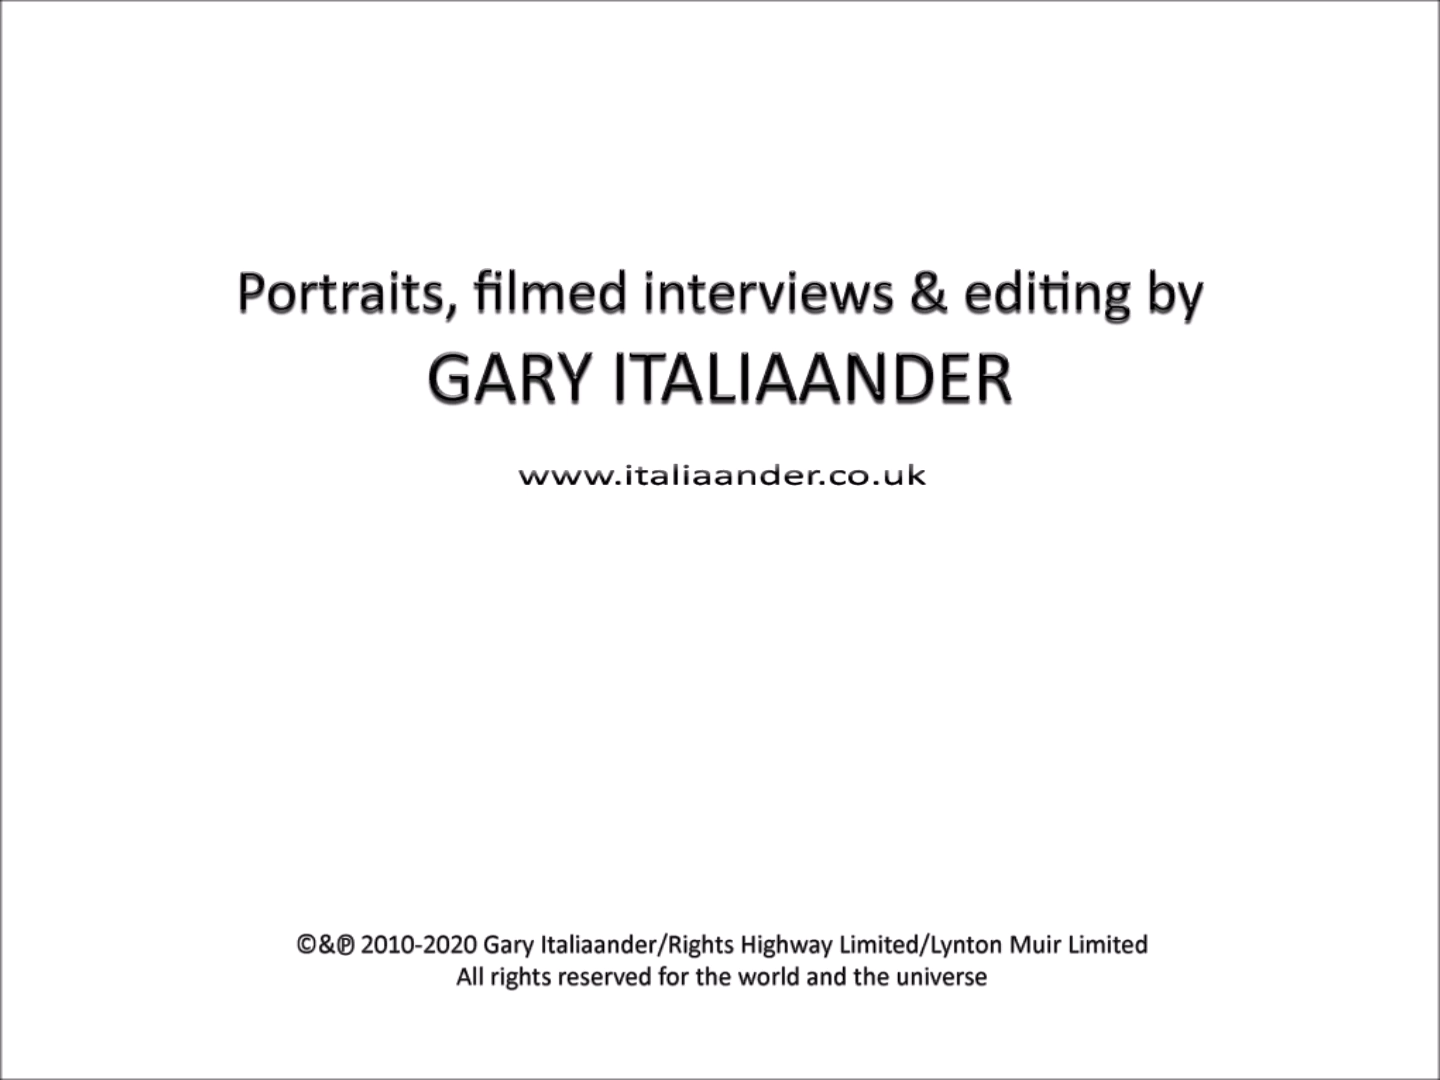 Portraits, filmed interviews & editing by
GARY ITALIAANDER
www.italiaander.co.uk
©&℗ 2010-2020 Gary Italiaander/Rights Highway Limited/Lynton Muir Limited
All rights reserved for the world and the universe